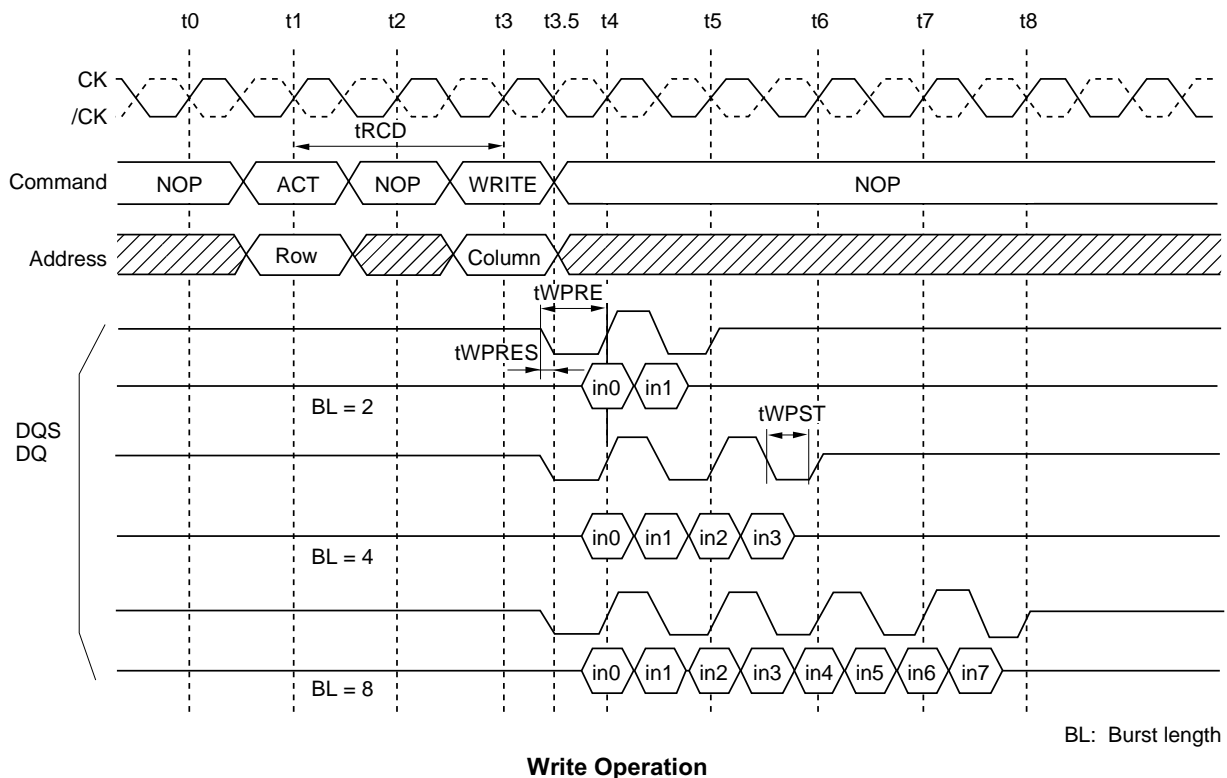 t0 t1 t2 t3 t3.5 t4 t5 t6 t7 t8
CK
/CK
tRCD
Command NOP ACT NOP WRITE NOP
Address Row Column
tWPRE
tWPRES
in0 in1
BL = 2
tWPST
DQS
DQ
in0 in1 in2 in3
BL = 4
in0 in1 in2 in3 in4 in5 in6 in7
BL = 8
BL: Burst length
Write Operation